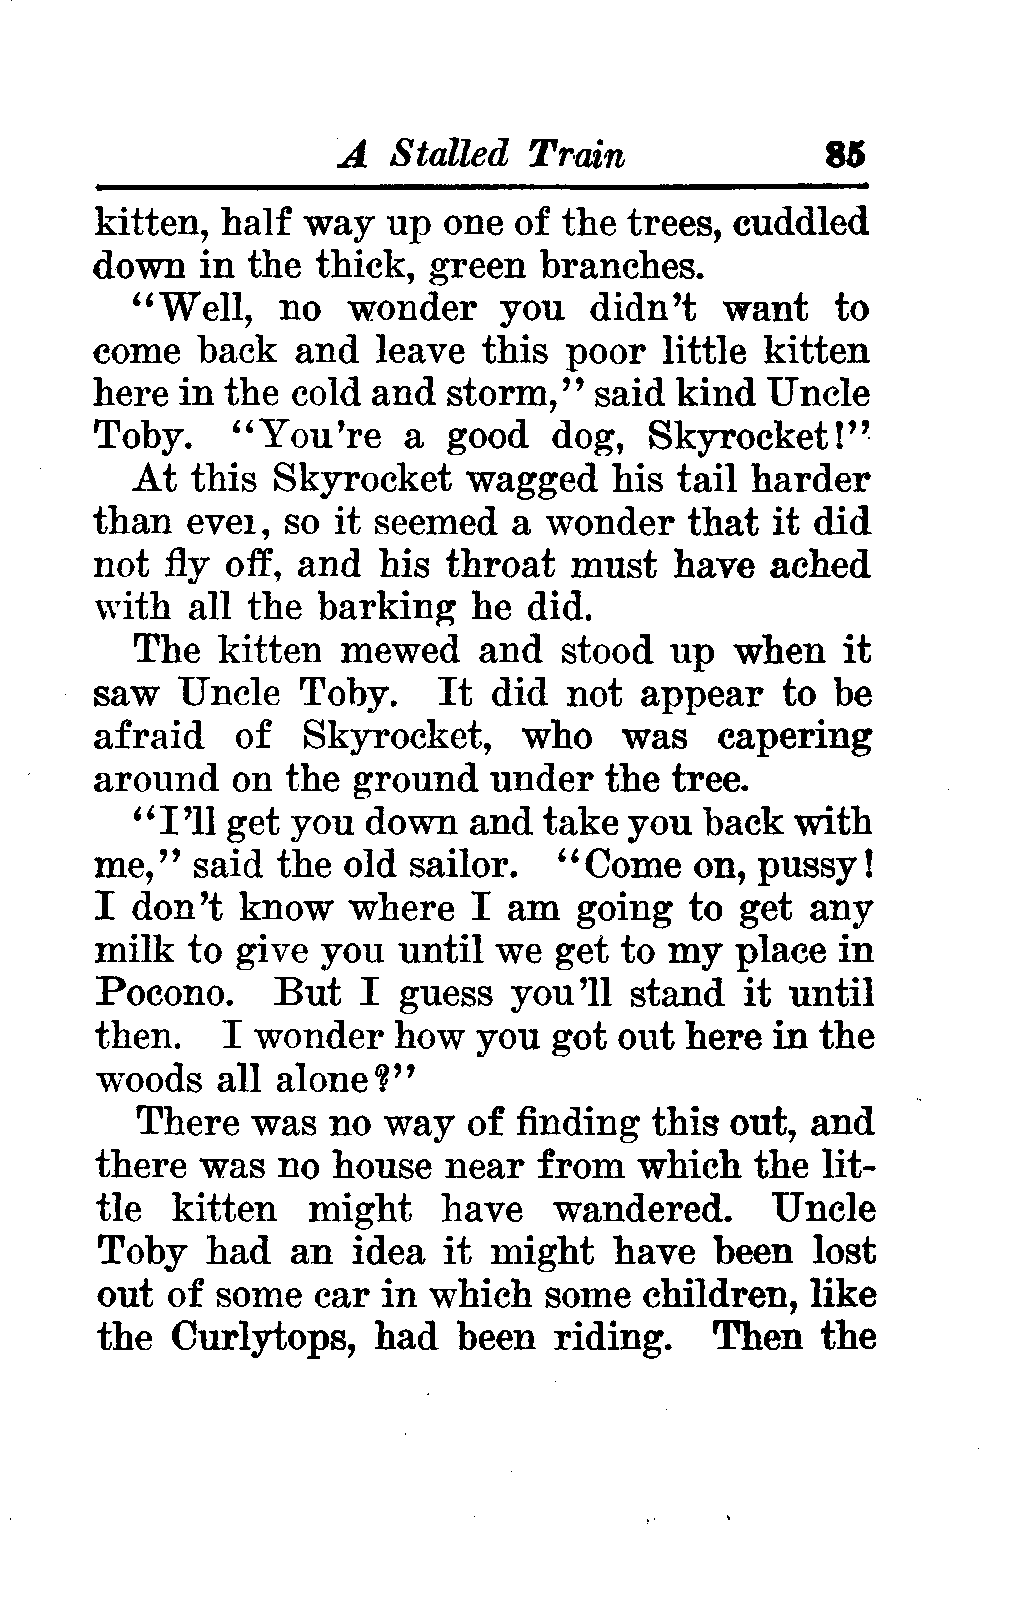 A Stalled Train 85
kitten, half way up one of the trees, cuddled
down in the thick, green branches.
"Well, no wonder you didn't want to
come back and leave this poor little kitten
here in the cold and storm," said kind Uncle
Toby. "You're a good dog, Skyrocket!"
At this Skyrocket wagged his tail harder
than ever, so it seemed a wonder that it did
not fly off, and his throat must have ached
with all the barking he did.
The kitten mewed and stood up when it
saw Uncle Toby. It did not appear to be
afraid of Skyrocket, who was capering
around on the ground under the tree.
"I'll get you down and take you back with
me," said the old sailor. "Come on, pussy!
I don't know where I am going to get any
milk to give you until we get to my place in
Pocono. But I guess you'll stand it until
then. I wonder how you got out here in the
woods all alone?"
There was no way of finding this out, and
there was no house near from which the lit-
tle kitten might have wandered. Uncle
Toby had an idea it might have been lost
out of some car in which some children, like
the Curlytops, had been riding. Then the